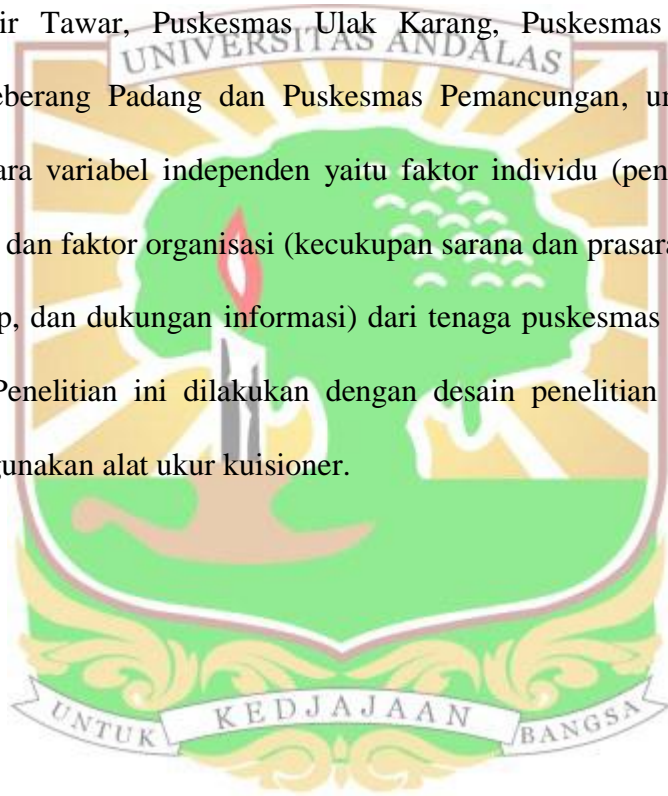 ir Tawar, Puskesmas Ulak Karang, Puskesmas
UNIVERSITAS ANDALAS
eberang Padang dan Puskesmas Pemancungan, un
ara variabel independen yaitu faktor individu (pen
dan faktor organisasi (kecukupan sarana dan prasara
p, dan dukungan informasi) dari tenaga puskesmas
Penelitian ini dilakukan dengan desain penelitian
gunakan alat ukur kuisioner.
UNTUK KEDJAJAAN BANGSA